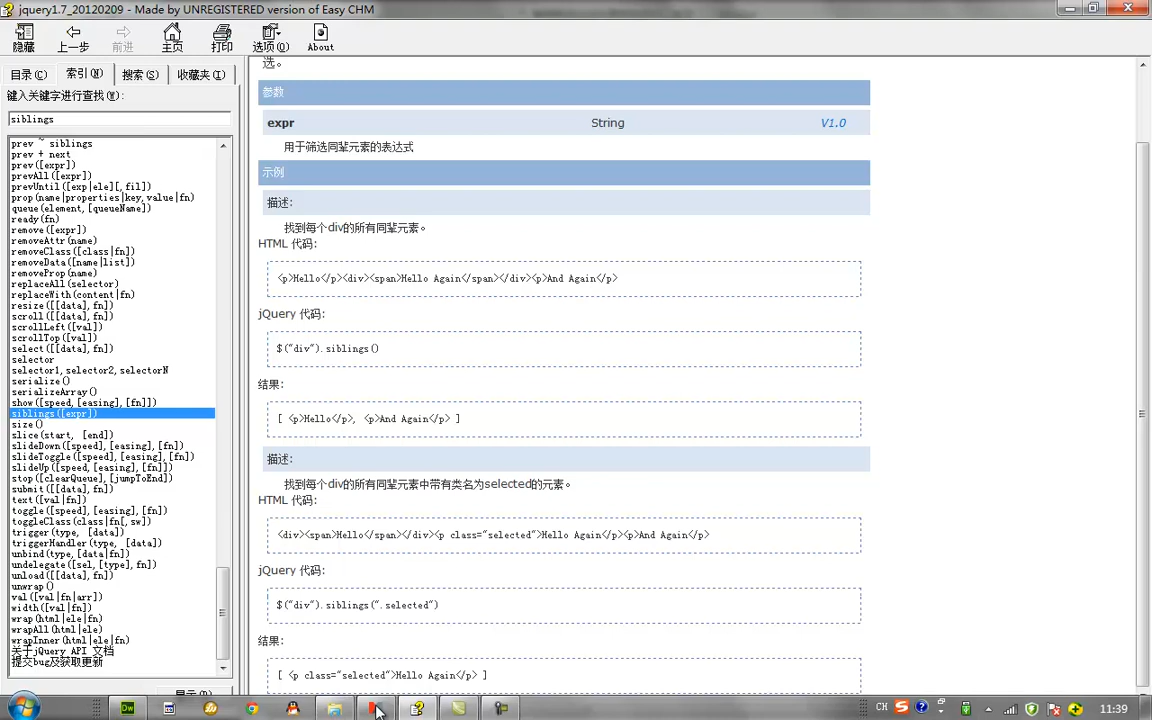 jquery1.7_20120209 - Made by UNREGISTERED version of Easy CHM
隐藏 上一步 前进 主页 打印 选项(O) About
目录(C) 索引(N) 搜索(S) 收藏夹(I)
键入关键字进行查找(W):
siblings
prev ~ siblings
prev + next
prev([expr])
prevAll([expr])
prevUntil([exp|ele][, fil])
prop(name|properties|key, value|fn)
queue(element, [queueName])
ready(fn)
remove([expr])
removeAttr(name)
removeClass([class|fn])
removeData([name|list])
removeProp(name)
replaceAll(selector)
replaceWith(content|fn)
resize([[data], fn])
scroll([[data], fn])
scrollLeft([val])
scrollTop([val])
select([[data], fn])
selector
selector1, selector2, selectorN
serialize()
serializeArray()
show([speed, [easing], [fn]])
siblings([expr])
size()
slice(start, [end])
slideDown([speed], [easing], [fn])
slideToggle([speed], [easing], [fn])
slideUp([speed, [easing], [fn]])
stop([clearQueue], [jumpToEnd])
submit([[data], fn])
text([val|fn])
toggle([speed], [easing], [fn])
toggleClass(class|fn[, sw])
trigger(type, [data])
triggerHandler(type, [data])
unbind(type, [data|fn])
undelegate([sel, [type], fn])
unload([[data], fn])
unwrap()
val([val|fn|arr])
width([val|fn])
wrap(html|ele|fn)
wrapAll(html|ele)
wrapInner(html|ele|fn)
关于jQuery API 文档
提交bug及获取更新
显示(D)
选。
参数
expr String V1.0
用于筛选同辈元素的表达式
示例
描述:
找到每个div的所有同辈元素。
HTML 代码:
<p>Hello</p><div><span>Hello Again</span></div><p>And Again</p>
jQuery 代码:
$("div").siblings()
结果:
[ <p>Hello</p>, <p>And Again</p> ]
描述:
找到每个div的所有同辈元素中带有类名为selected的元素。
HTML 代码:
<div><span>Hello</span></div><p class="selected">Hello Again</p><p>And Again</p>
jQuery 代码:
$("div").siblings(".selected")
结果:
[ <p class="selected">Hello Again</p> ]
Dw CH 11:39